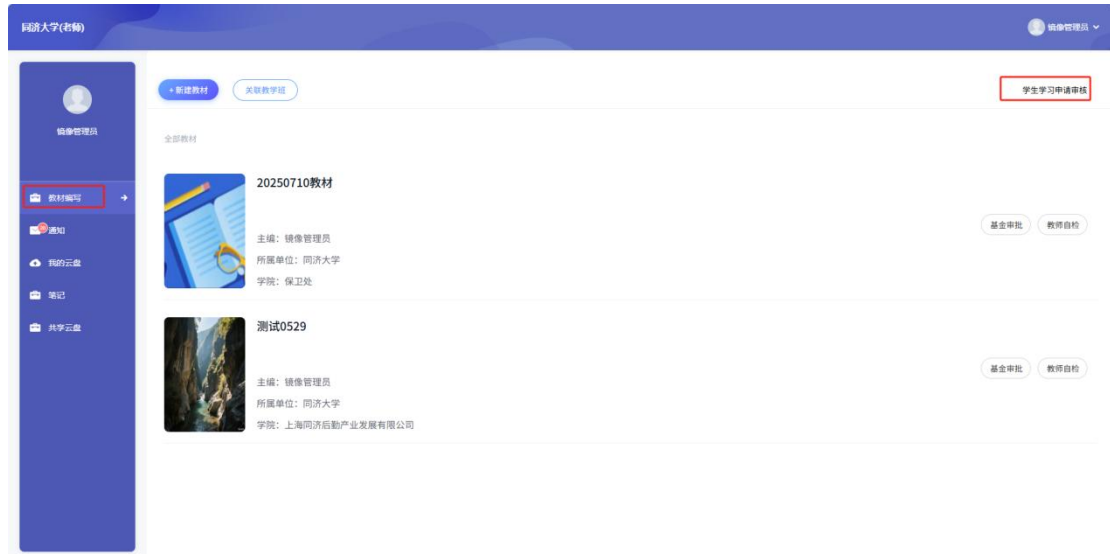 同济大学(老师)
镜像管理员
镜像管理员
教材编写
通知
我的云盘
笔记
共享云盘
+新建教材
关联教学班
学生学习申请审核
全部教材
20250710教材
主编：镜像管理员
所属单位：同济大学
学院：保卫处
基金审批
教师自检
测试0529
主编：镜像管理员
所属单位：同济大学
学院：上海同济后勤产业发展有限公司
基金审批
教师自检